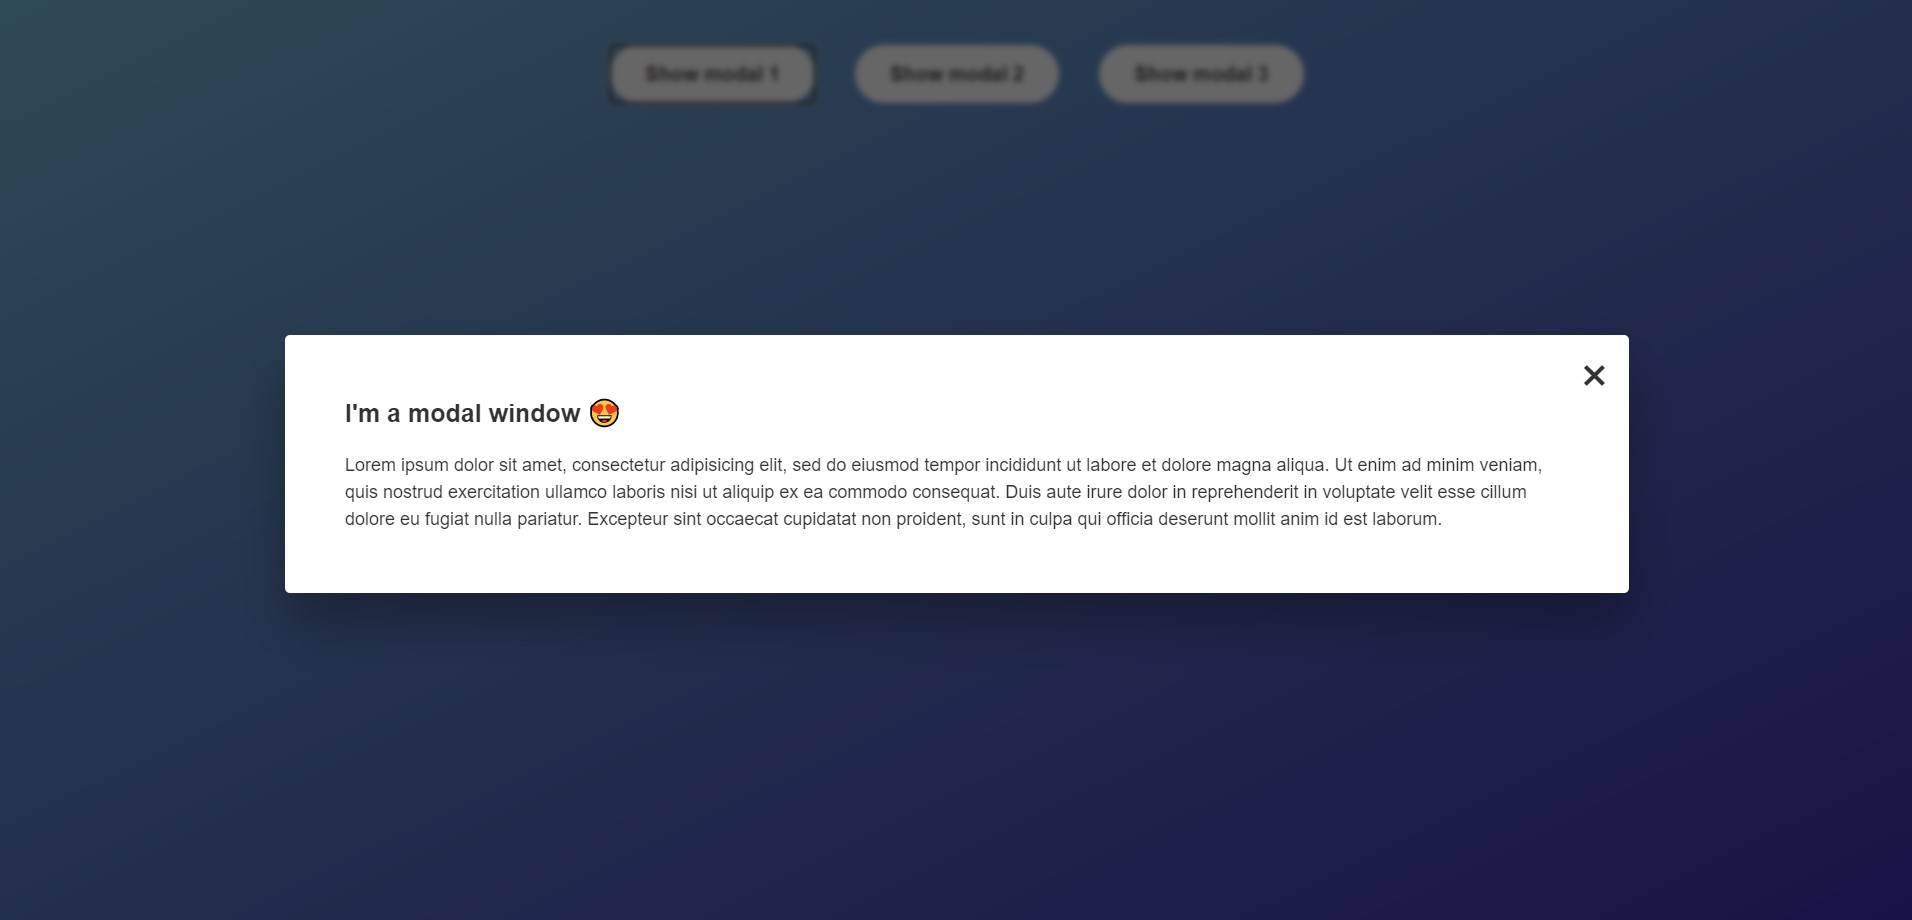 Show modal 1 Show modal 2 Show modal 3
×
I'm a modal window 😍
Lorem ipsum dolor sit amet, consectetur adipisicing elit, sed do eiusmod tempor incididunt ut labore et dolore magna aliqua. Ut enim ad minim veniam,
quis nostrud exercitation ullamco laboris nisi ut aliquip ex ea commodo consequat. Duis aute irure dolor in reprehenderit in voluptate velit esse cillum
dolore eu fugiat nulla pariatur. Excepteur sint occaecat cupidatat non proident, sunt in culpa qui officia deserunt mollit anim id est laborum.